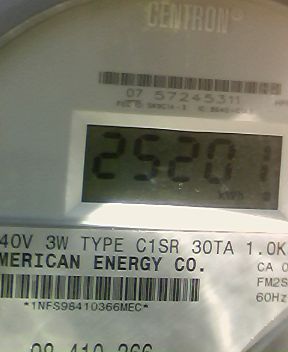 CENTRON®
07 57245311
25201
kWh
40V 3W TYPE C1SR 30TA 1.0K
MERICAN ENERGY CO.
CA 0
FM2S
60Hz
*1NFS98410366MEC*
98 410 366